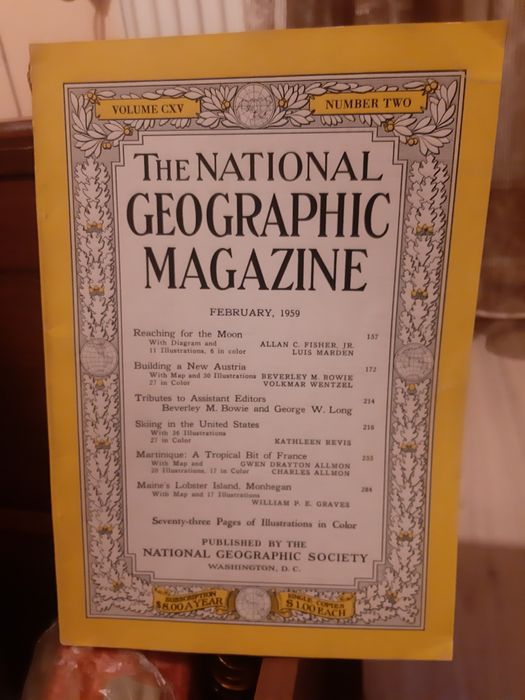 VOLUME CXV NUMBER TWO
THE NATIONAL
GEOGRAPHIC
MAGAZINE
FEBRUARY, 1959
Reaching for the Moon 157
With Diagram and ALLAN C. FISHER, JR.
11 Illustrations, 6 in color LUIS MARDEN
Building a New Austria 172
With Map and 30 Illustrations BEVERLEY M. BOWIE
27 in Color VOLKMAR WENTZEL
Tributes to Assistant Editors 214
Beverley M. Bowie and George W. Long
Skiing in the United States 216
With 36 Illustrations
27 in Color KATHLEEN REVIS
Martinique: A Tropical Bit of France 255
With Map and GWEN DRAYTON ALLMON
20 Illustrations, 17 in Color CHARLES ALLMON
Maine's Lobster Island, Monhegan 284
With Map and 17 Illustrations
WILLIAM P. E. GRAVES
Seventy-three Pages of Illustrations in Color
PUBLISHED BY THE
NATIONAL GEOGRAPHIC SOCIETY
WASHINGTON, D. C.
SUBSCRIPTION SINGLE COPIES
$8.00 A YEAR $1.00 EACH